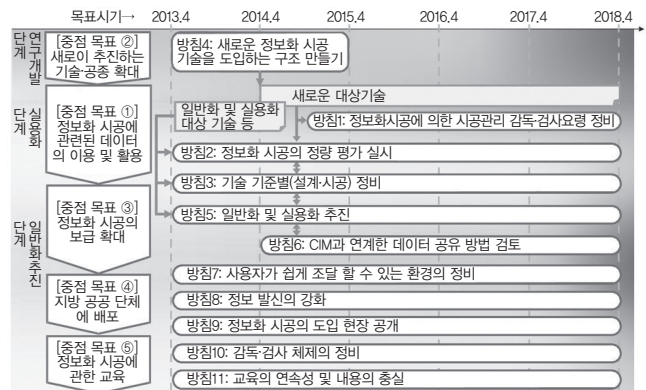 목표시기→ 2013.4 2014.4 2015.4 2016.4 2017.4 2018.4
연구개발
단계
[중점 목표 ②]
새로이 추진하는
기술·공종 확대
방침4: 새로운 정보화 시공
기술을 도입하는 구조 만들기
실용화
단계
[중점 목표 ①]
정보화 시공에
관련된 데이터
의 이용 및 활용
새로운 대상기술
일반화 및 실용화
대상 기술 등
방침1: 정보화시공에 의한 시공관리 감독·검사요령 정비
방침2: 정보화 시공의 정량 평가 실시
방침3: 기술 기준별(설계·시공) 정비
일반화추진
단계
[중점 목표 ③]
정보화 시공의
보급 확대
방침5: 일반화 및 실용화 추진
방침6: CIM과 연계한 데이터 공유 방법 검토
방침7: 사용자가 쉽게 조달 할 수 있는 환경의 정비
[중점 목표 ④]
지방 공공 단체
에 배포
방침8: 정보 발신의 강화
방침9: 정보화 시공의 도입 현장 공개
[중점 목표 ⑤]
정보화 시공에
관한 교육
방침10: 감독·검사 체제의 정비
방침11: 교육의 연속성 및 내용의 충실